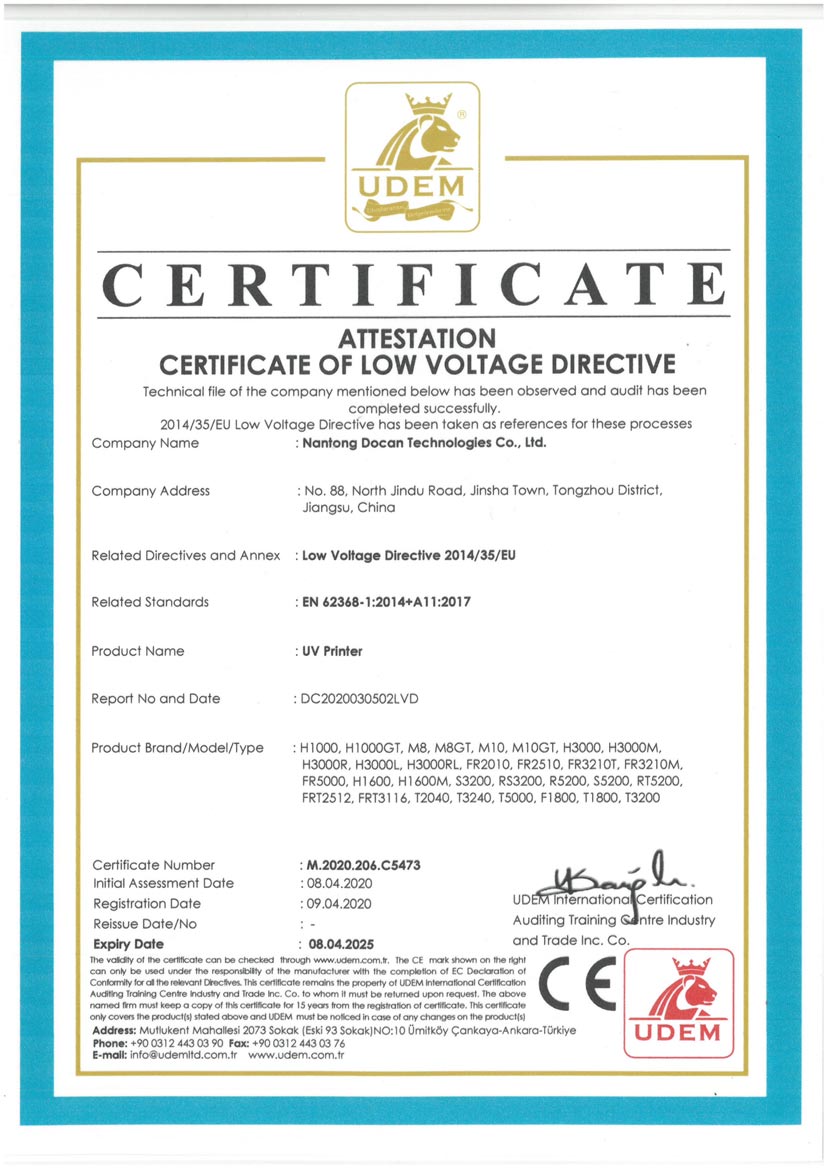 ®
UDEM
CERTIFICATE
ATTESTATION
CERTIFICATE OF LOW VOLTAGE DIRECTIVE
Technical file of the company mentioned below has been observed and audit has been
completed successfully.
2014/35/EU Low Voltage Directive has been taken as references for these processes
Company Name : Nantong Docan Technologies Co., Ltd.
Company Address : No. 88, North Jindu Road, Jinsha Town, Tongzhou District,
Jiangsu, China
Related Directives and Annex : Low Voltage Directive 2014/35/EU
Related Standards : EN 62368-1:2014+A11:2017
Product Name : UV Printer
Report No and Date : DC2020030502LVD
Product Brand/Model/Type : H1000, H1000GT, M8, M8GT, M10, M10GT, H3000, H3000M,
H3000R, H3000L, H3000RL, FR2010, FR2510, FR3210T, FR3210M,
FR5000, H1600, H1600M, S3200, RS3200, R5200, S5200, RT5200,
FRT2512, FRT3116, T2040, T3240, T5000, F1800, T1800, T3200
Certificate Number : M.2020.206.C5473
Initial Assessment Date : 08.04.2020
Registration Date : 09.04.2020
Reissue Date/No : -
Expiry Date : 08.04.2025
UDEM International Certification
Auditing Training Centre Industry
and Trade Inc. Co.
The validity of the certificate can be checked through www.udem.com.tr. The CE mark shown on the right
can only be used under the responsibility of the manufacturer with the completion of EC Declaration of
Conformity for all the relevant Directives. This certificate remains the property of UDEM International Certification
Auditing Training Centre Industry and Trade Inc. Co. to whom it must be returned upon request. The above
named firm must keep a copy of this certificate for 15 years from the registration of certificate. This certificate
only covers the product(s) stated above and UDEM must be noticed in case of any changes on the product(s)
Address: Mutlukent Mahallesi 2073 Sokak (Eski 93 Sokak)NO:10 Ümitköy Çankaya-Ankara-Türkiye
Phone: +90 0312 443 03 90 Fax: +90 0312 443 03 76
E-mail: info@udemltd.com.tr www.udem.com.tr
CE
UDEM